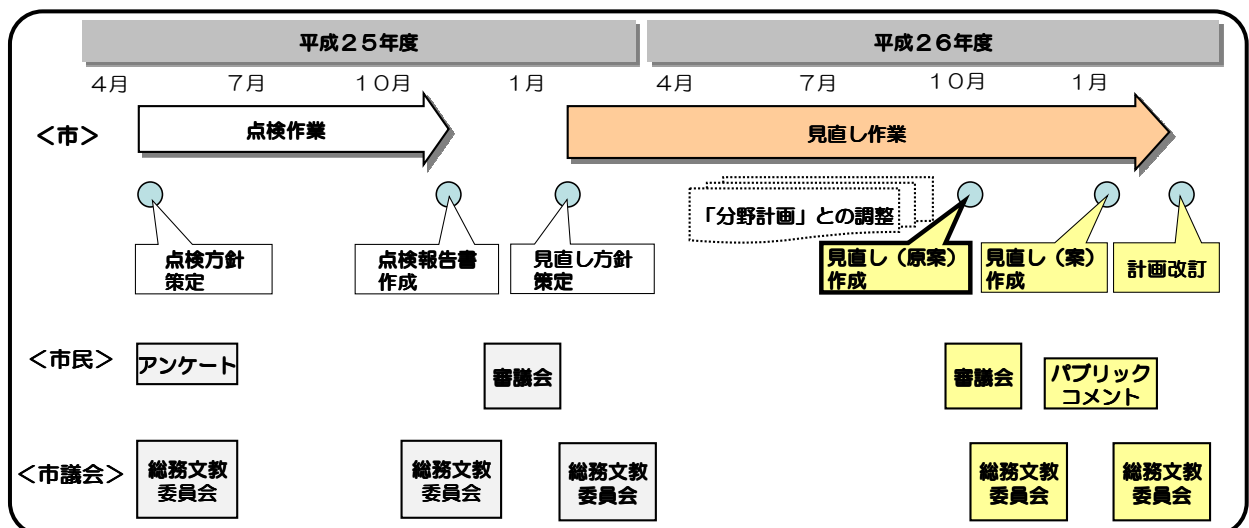 平成２５年度
平成２６年度
４月
７月
１０月
１月
４月
７月
１０月
１月
＜市＞
点検作業
見直し作業
「分野計画」との調整
点検方針
策定
点検報告書
作成
見直し方針
策定
見直し（原案）
作成
見直し（案）
作成
計画改訂
＜市民＞
アンケート
審議会
審議会
パブリック
コメント
＜市議会＞
総務文教
委員会
総務文教
委員会
総務文教
委員会
総務文教
委員会
総務文教
委員会